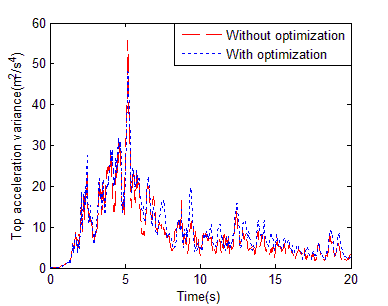 60
50
40
30
20
10
0
Top acceleration variance(m²/s⁴)
Without optimization
With optimization
0 5 10 15 20
Time(s)